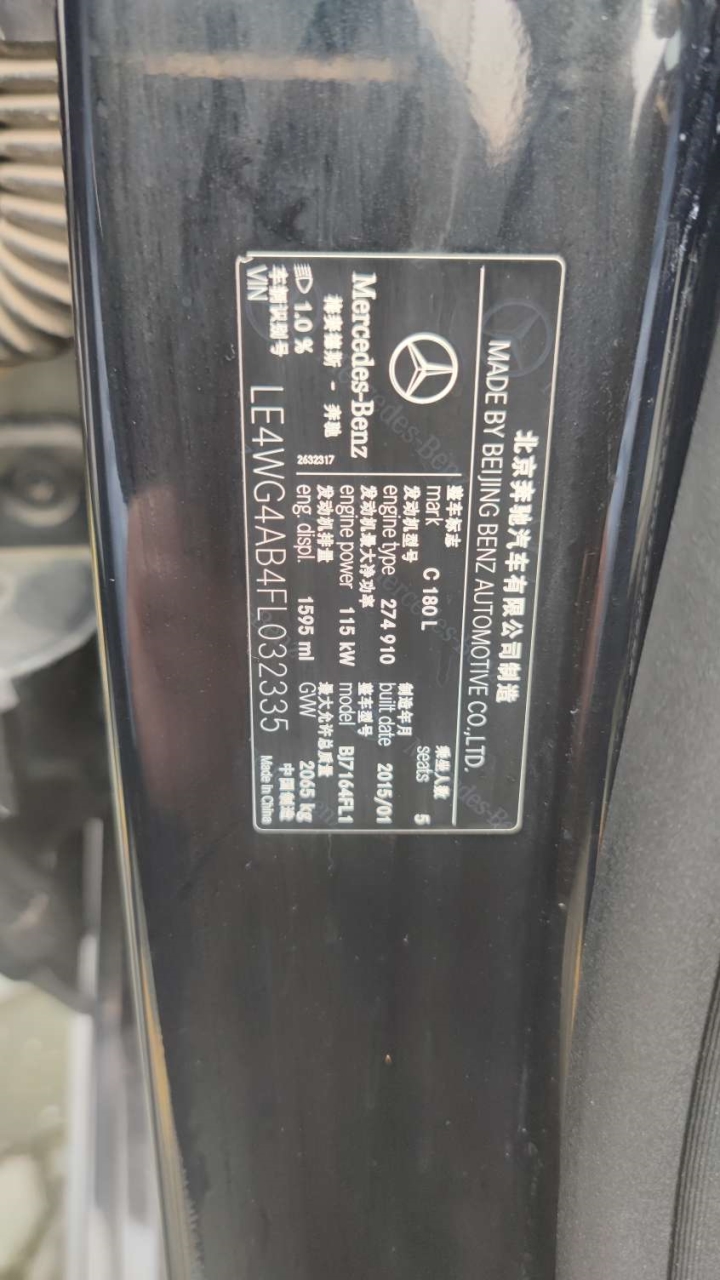 北京奔驰汽车有限公司制造
MADE BY BEIJING BENZ AUTOMOTIVE CO.,LTD.
Mercedes-Benz
梅赛德斯 - 奔驰
1.0 %
2632317
整车标志
mark C 180 L
乘坐人数
seats 5
发动机型号
engine type 274 910
制造年月
built date 2015/01
发动机最大净功率
engine power 115 kW
整车型号
model BJ7164FL1
发动机排量
eng. displ. 1595 ml
最大允许总质量
GVW 2065 kg
车辆识别号
VIN LE4WG4AB4FL032335
中国制造
Made in China